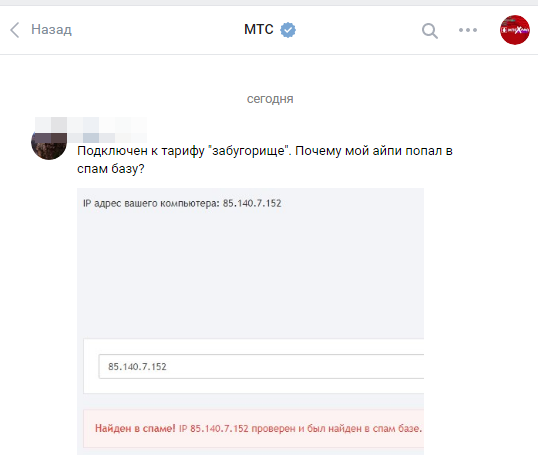 Назад
МТС
сегодня
Подключен к тарифу "забугорище". Почему мой айпи попал в
спам базу?
IP адрес вашего компьютера: 85.140.7.152
85.140.7.152
Найден в спаме! IP 85.140.7.152 проверен и был найден в спам базе.